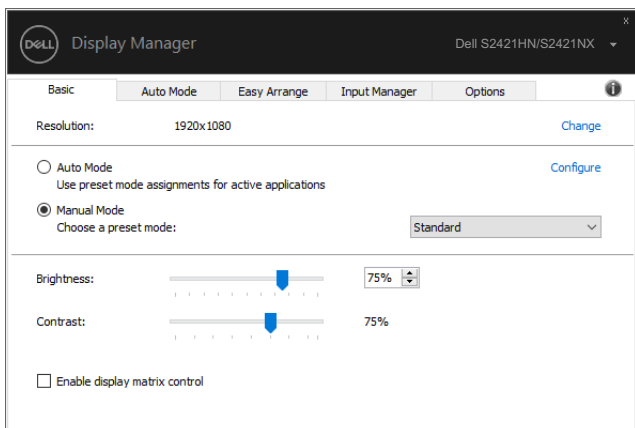 x
DELL Display Manager Dell S2421HN/S2421NX
Basic Auto Mode Easy Arrange Input Manager Options
Resolution: 1920x1080 Change
Auto Mode Configure
Use preset mode assignments for active applications
Manual Mode
Choose a preset mode: Standard
Brightness: 75%
Contrast: 75%
Enable display matrix control